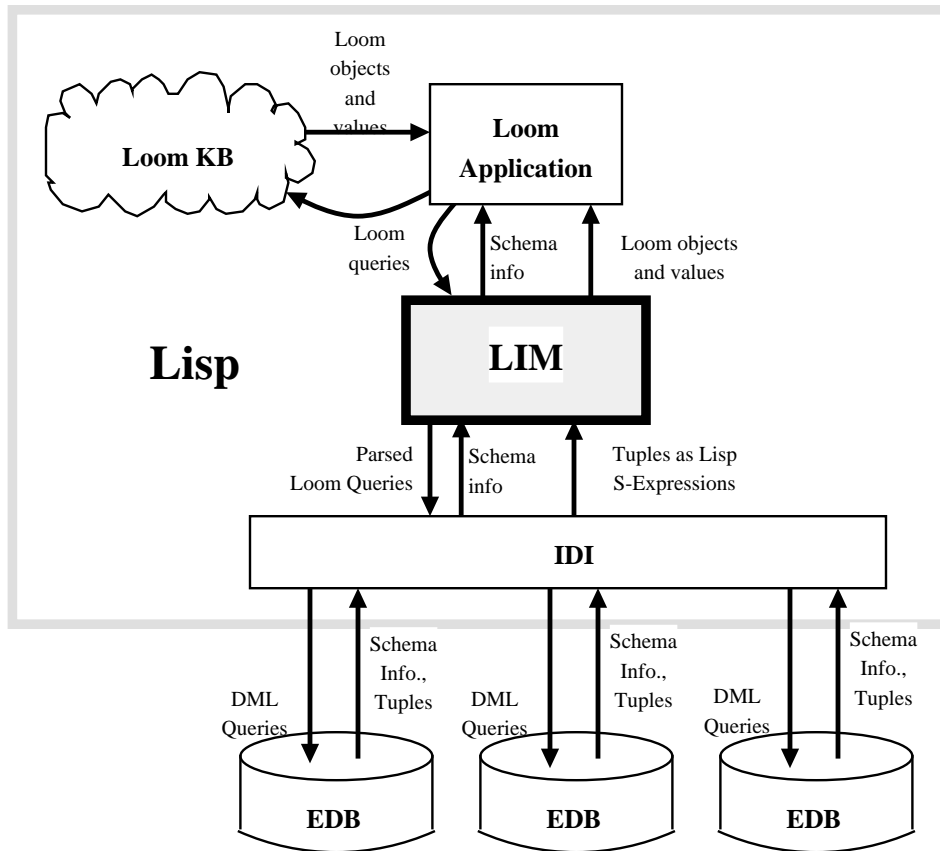 Loom
objects
and
values
Loom KB
Loom
Application
Loom
queries
Schema
info
Loom objects
and values
Lisp
LIM
Parsed
Loom Queries
Schema
info
Tuples as Lisp
S-Expressions
IDI
DML
Queries
Schema
Info.,
Tuples
DML
Queries
Schema
Info.,
Tuples
DML
Queries
Schema
Info.,
Tuples
EDB
EDB
EDB